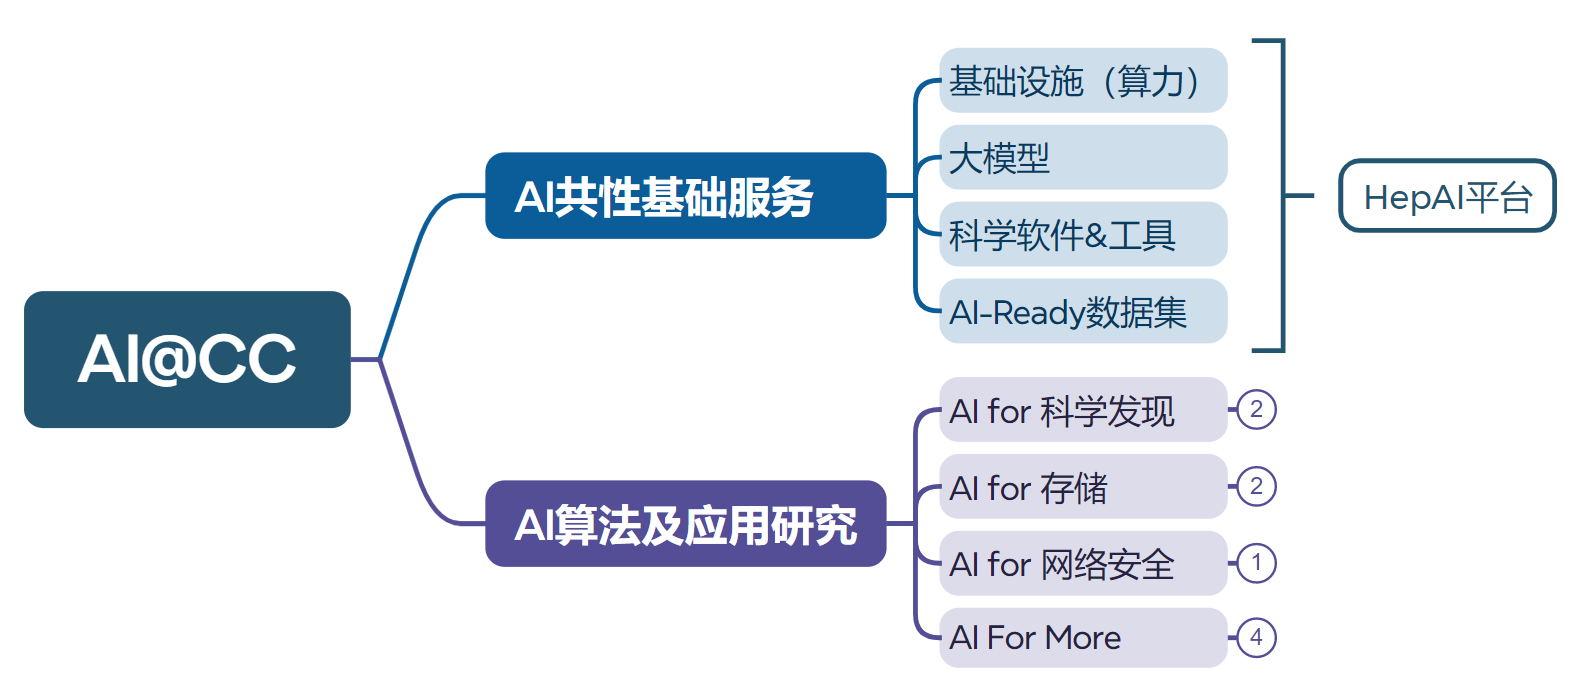 AI@CC
AI共性基础服务
基础设施（算力）
大模型
科学软件&工具
AI-Ready数据集
HepAI平台
AI算法及应用研究
AI for 科学发现
2
AI for 存储
2
AI for 网络安全
1
AI For More
4